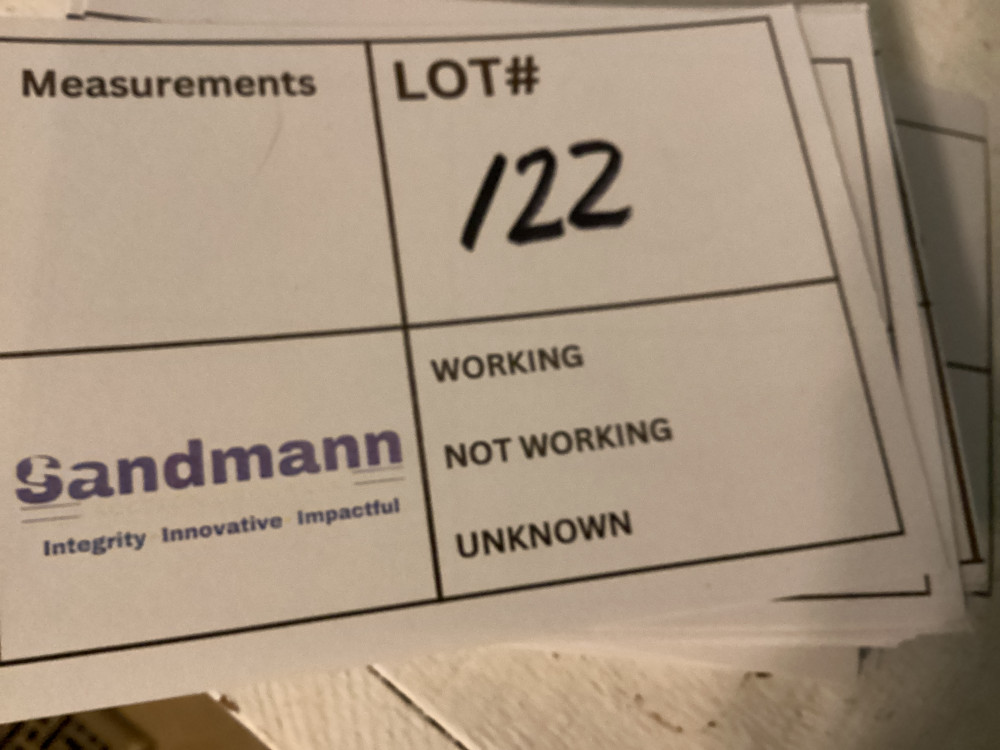 Measurements
LOT#
122
WORKING
NOT WORKING
UNKNOWN
Sandmann
Integrity Innovative Impactful